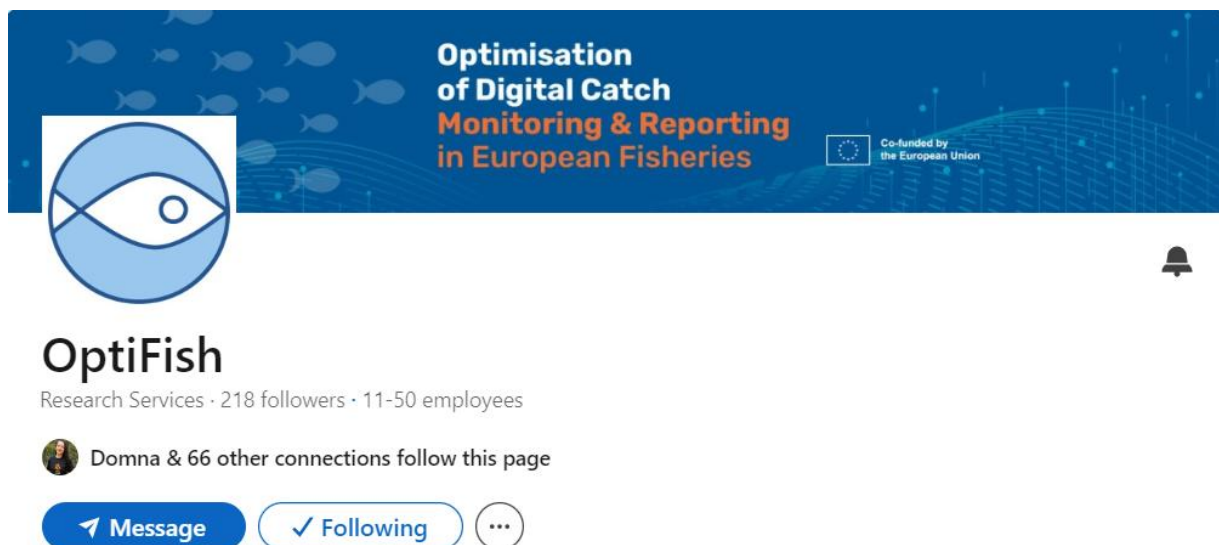 Optimisation
of Digital Catch
Monitoring & Reporting
in European Fisheries
Co-funded by
the European Union
OptiFish
Research Services · 218 followers · 11-50 employees
Domna & 66 other connections follow this page
Message
Following